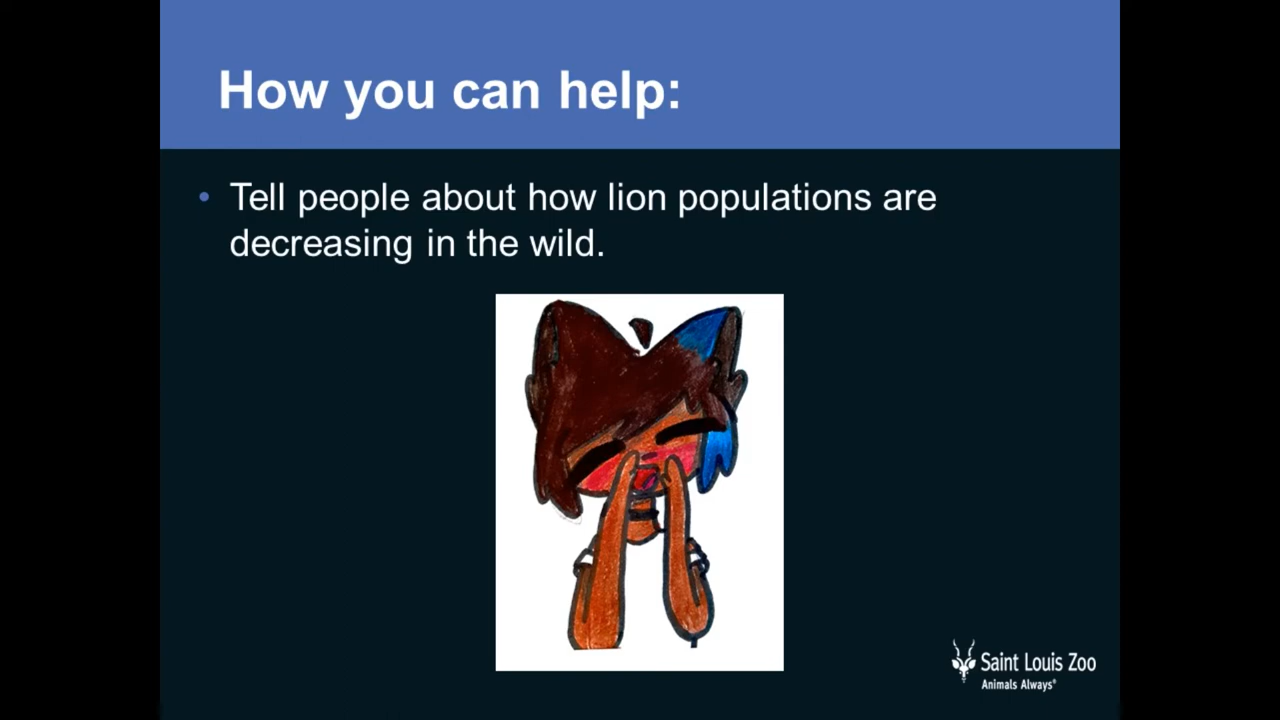 How you can help:
• Tell people about how lion populations are
decreasing in the wild.
Saint Louis Zoo
Animals Always®